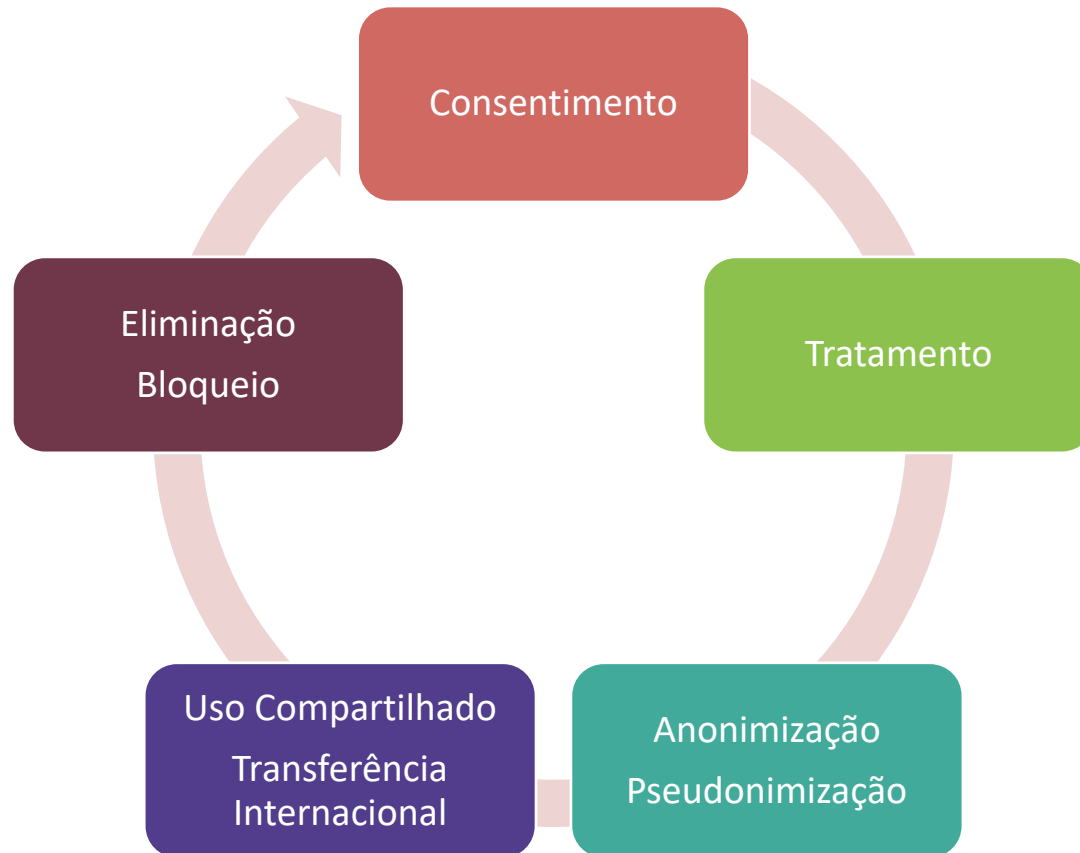 Consentimento
Tratamento
Anonimização
Pseudonimização
Uso Compartilhado
Transferência
Internacional
Eliminação
Bloqueio